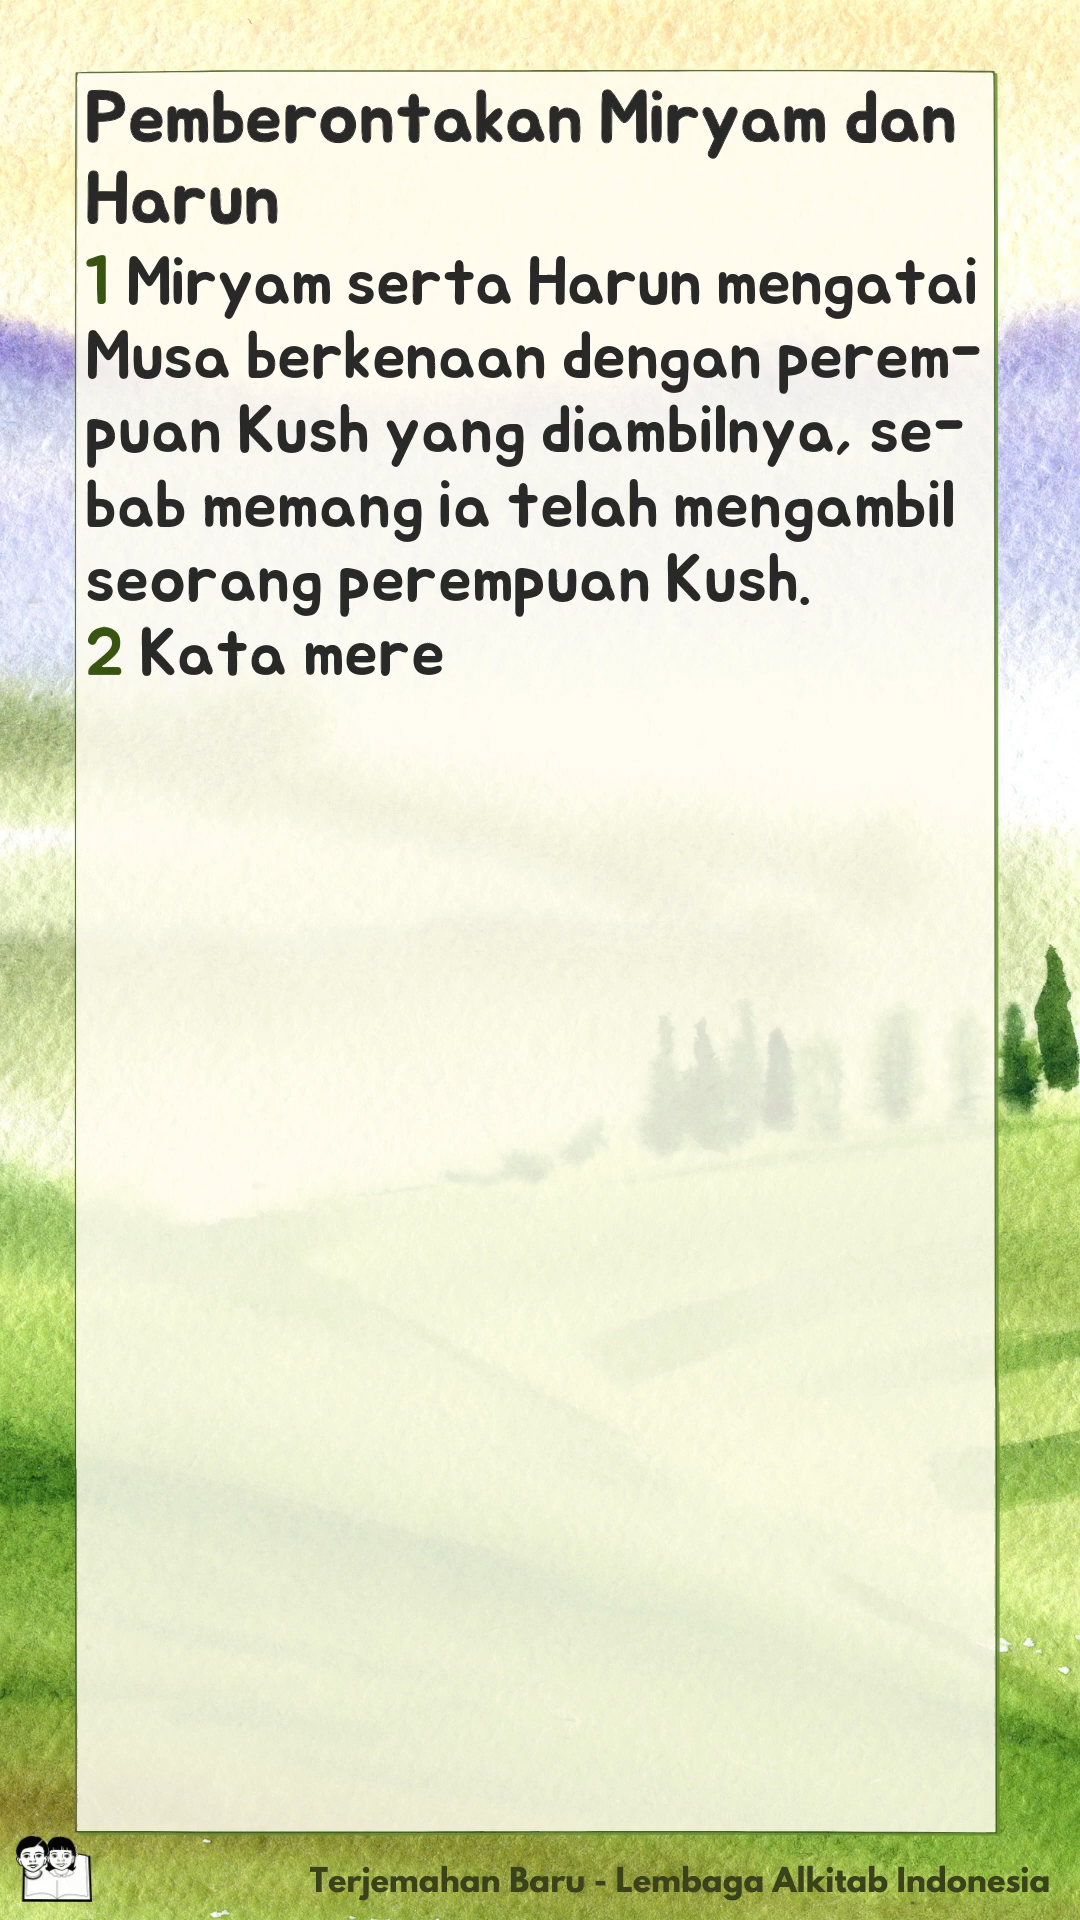 Pemberontakan Miryam dan
Harun
1 Miryam serta Harun mengatai
Musa berkenaan dengan perem-
puan Kush yang diambilnya, se-
bab memang ia telah mengambil
seorang perempuan Kush.
2 Kata mere
Terjemahan Baru - Lembaga Alkitab Indonesia